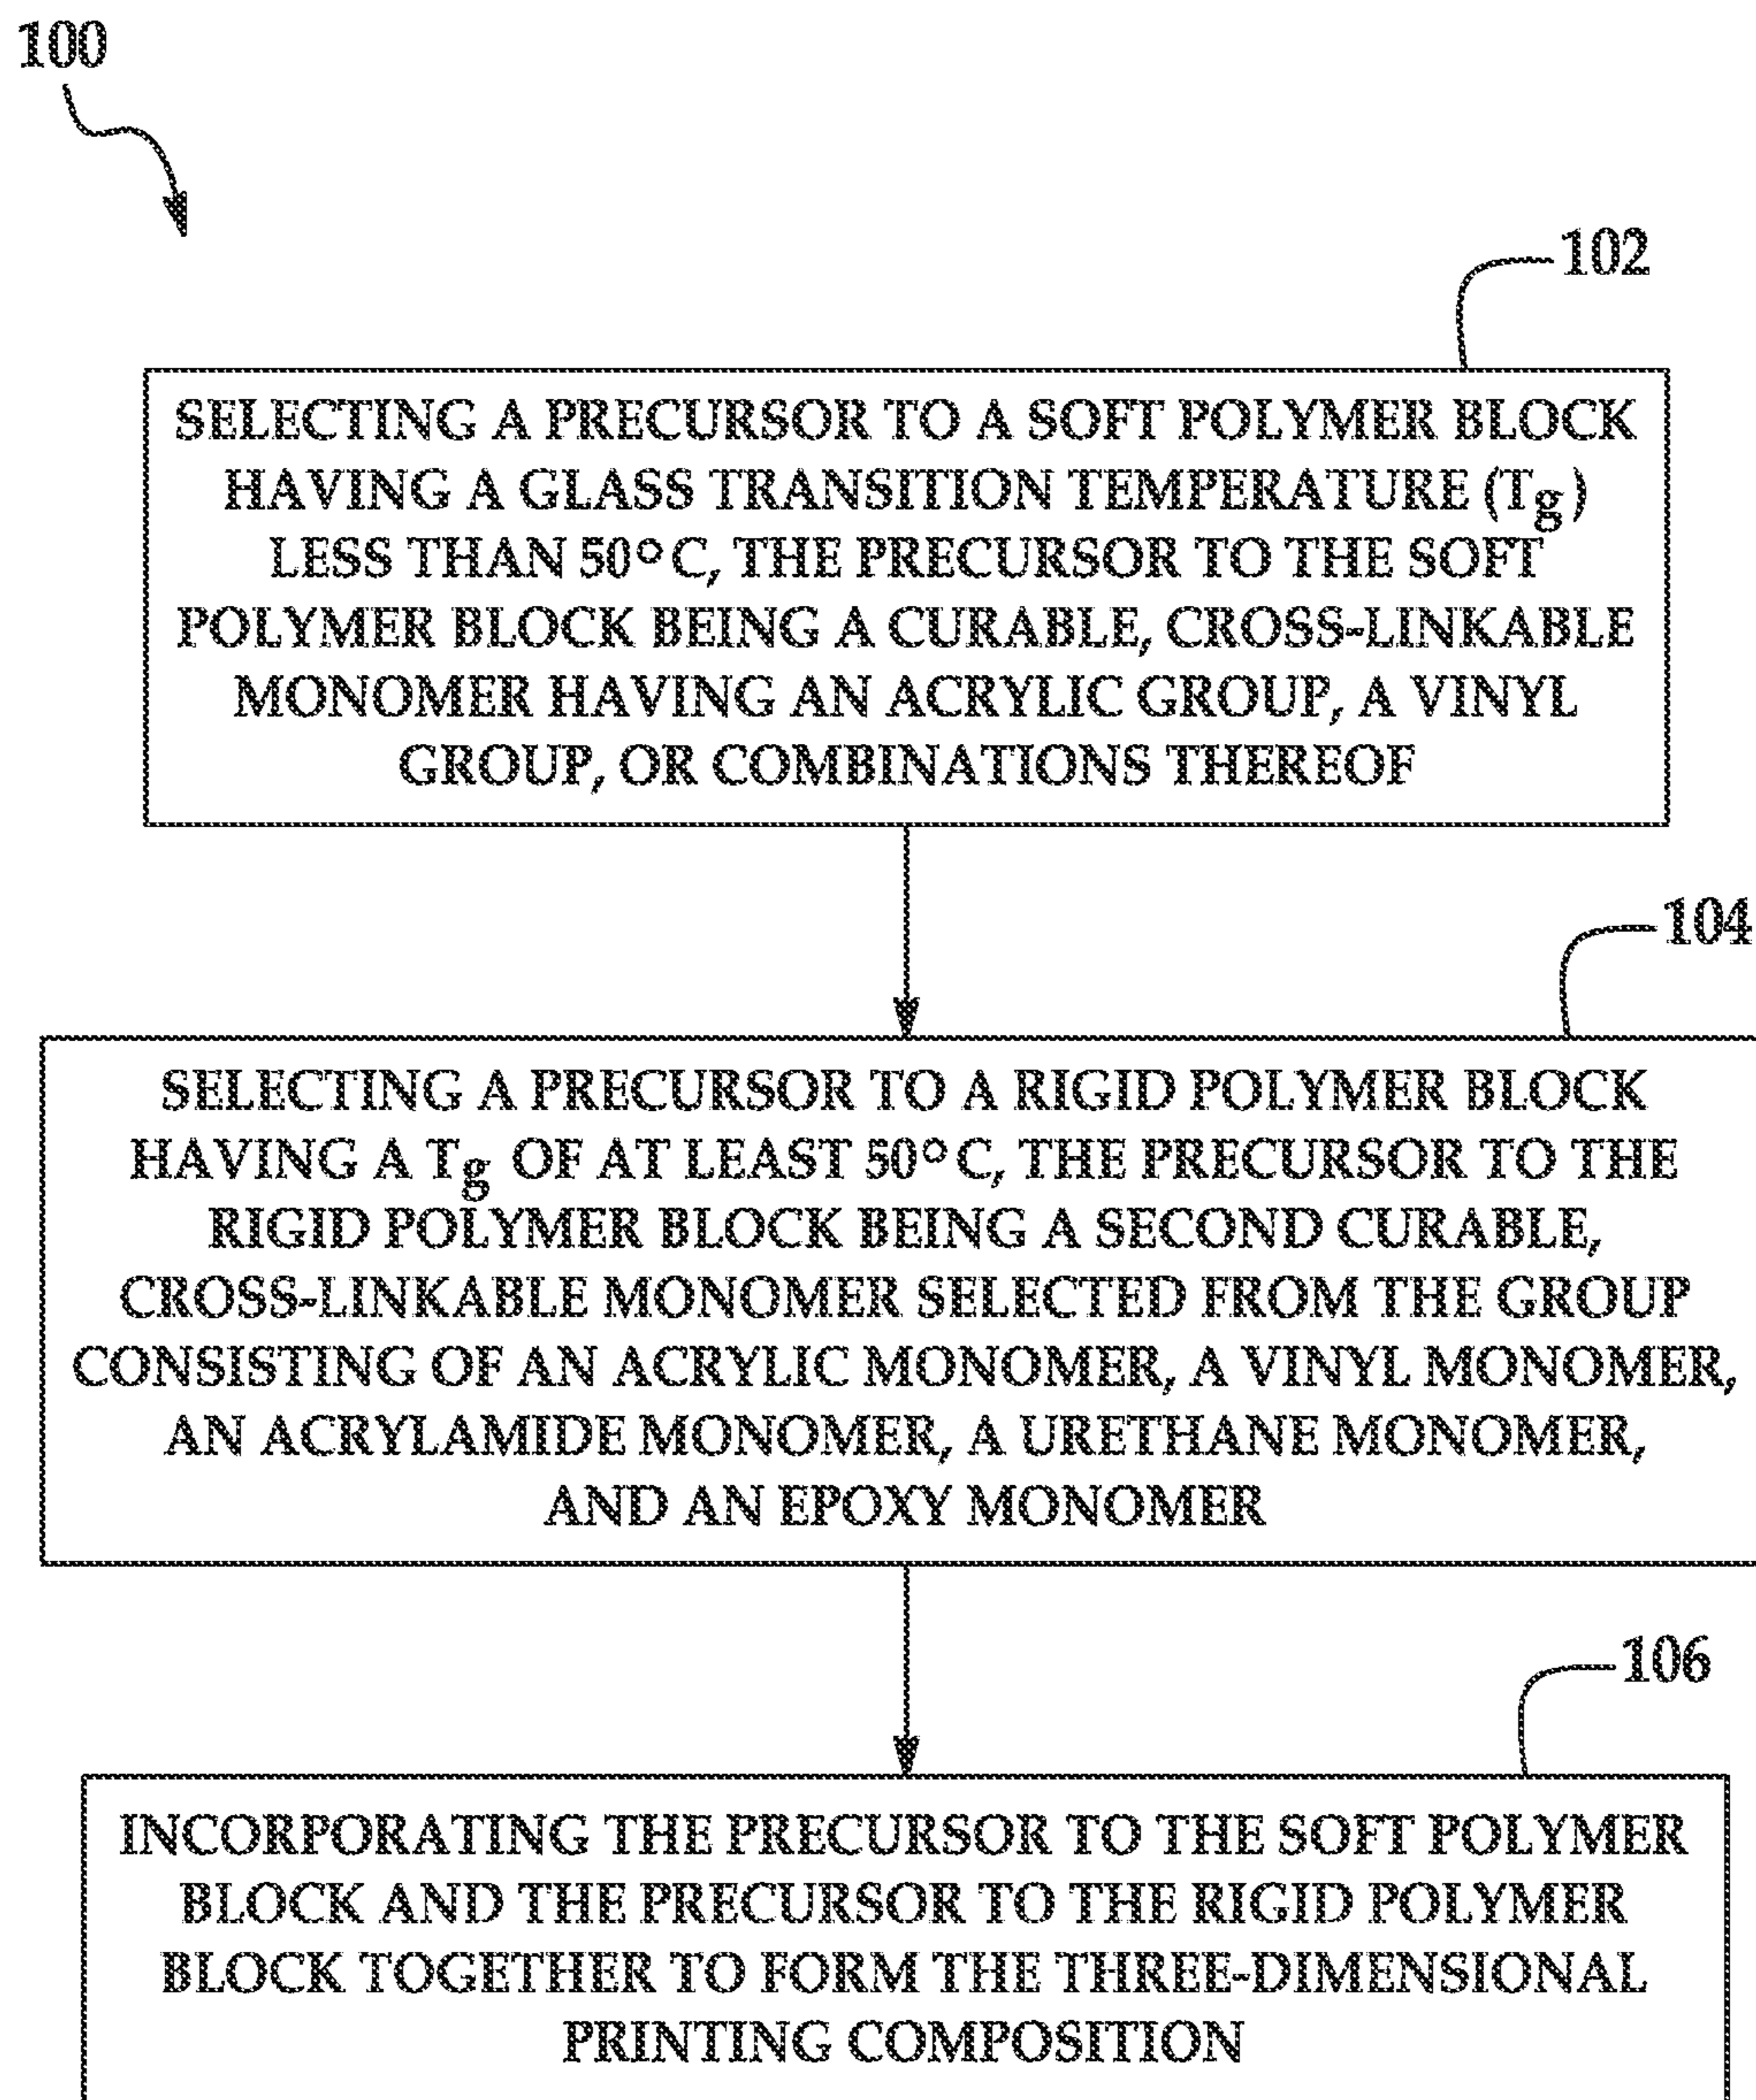 100
102
SELECTING A PRECURSOR TO A SOFT POLYMER BLOCK
HAVING A GLASS TRANSITION TEMPERATURE (Tg)
LESS THAN 50°C, THE PRECURSOR TO THE SOFT
POLYMER BLOCK BEING A CURABLE, CROSS-LINKABLE
MONOMER HAVING AN ACRYLIC GROUP, A VINYL
GROUP, OR COMBINATIONS THEREOF
104
SELECTING A PRECURSOR TO A RIGID POLYMER BLOCK
HAVING A Tg OF AT LEAST 50°C, THE PRECURSOR TO THE
RIGID POLYMER BLOCK BEING A SECOND CURABLE,
CROSS-LINKABLE MONOMER SELECTED FROM THE GROUP
CONSISTING OF AN ACRYLIC MONOMER, A VINYL MONOMER,
AN ACRYLAMIDE MONOMER, A URETHANE MONOMER,
AND AN EPOXY MONOMER
106
INCORPORATING THE PRECURSOR TO THE SOFT POLYMER
BLOCK AND THE PRECURSOR TO THE RIGID POLYMER
BLOCK TOGETHER TO FORM THE THREE-DIMENSIONAL
PRINTING COMPOSITION